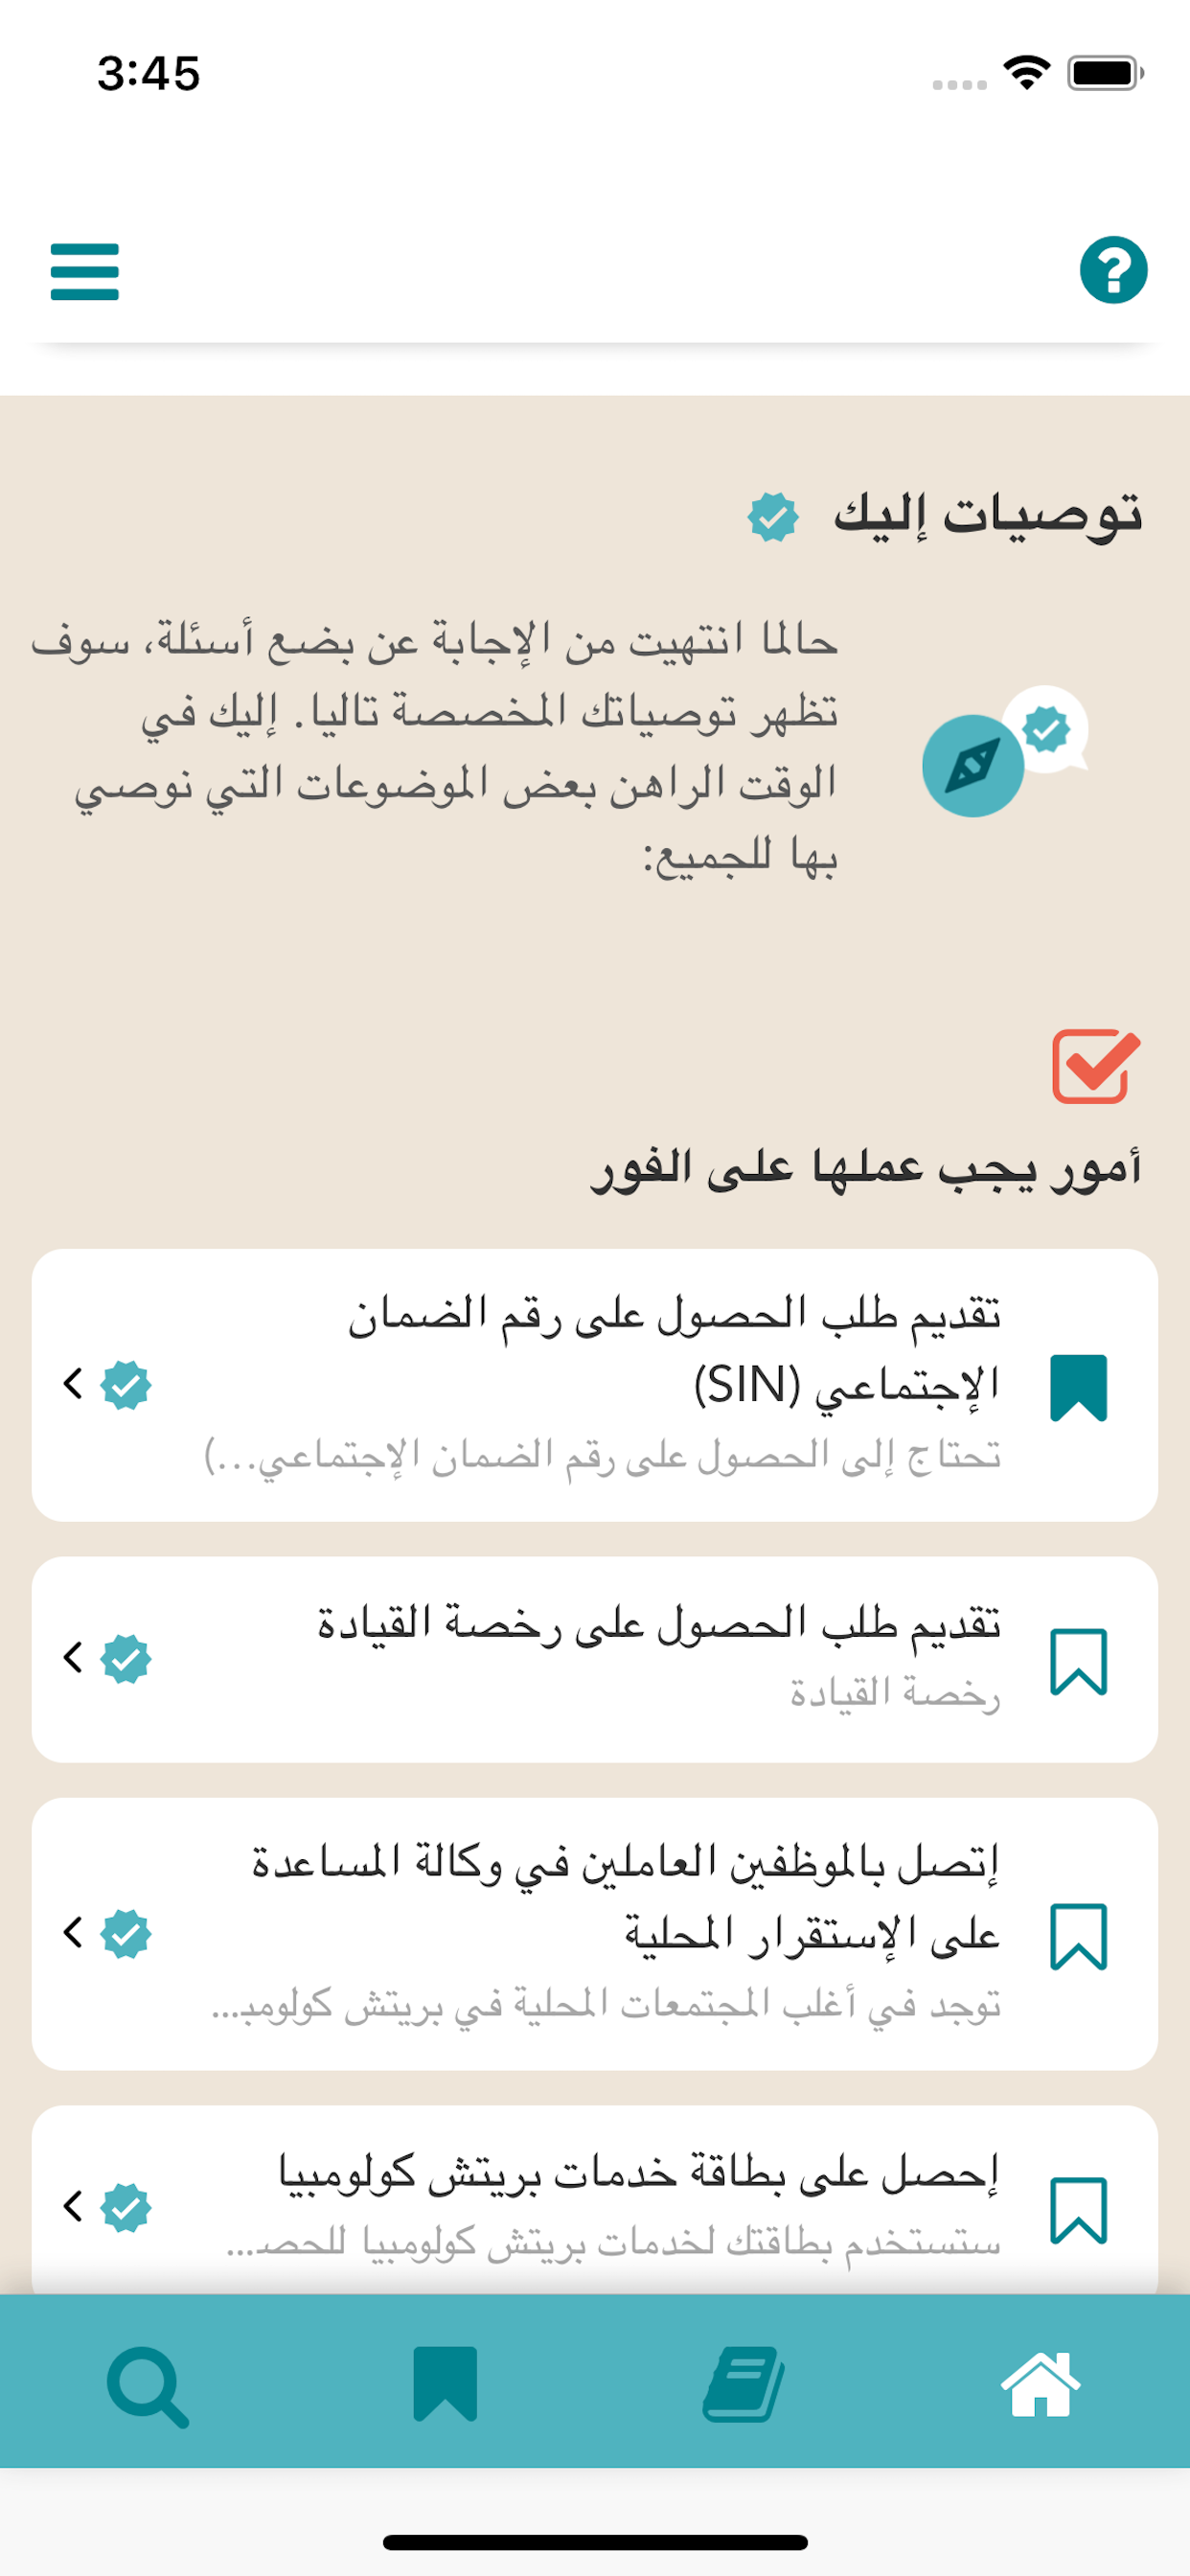 3:45
توصيات إليك
حالما انتهيت من الإجابة عن بضع أسئلة، سوف
تظهر توصياتك المخصصة تاليا. إليك في
الوقت الراهن بعض الموضوعات التي نوصي
بها للجميع:
أمور يجب عملها على الفور
تقديم طلب الحصول على رقم الضمان
الإجتماعي (SIN)
تحتاج إلى الحصول على رقم الضمان الإجتماعي...)
تقديم طلب الحصول على رخصة القيادة
رخصة القيادة
إتصل بالموظفين العاملين في وكالة المساعدة
على الإستقرار المحلية
توجد في أغلب المجتمعات المحلية في بريتش كولومبـ...
إحصل على بطاقة خدمات بريتش كولومبيا
ستستخدم بطاقتك لخدمات بريتش كولومبيا للحصـ...